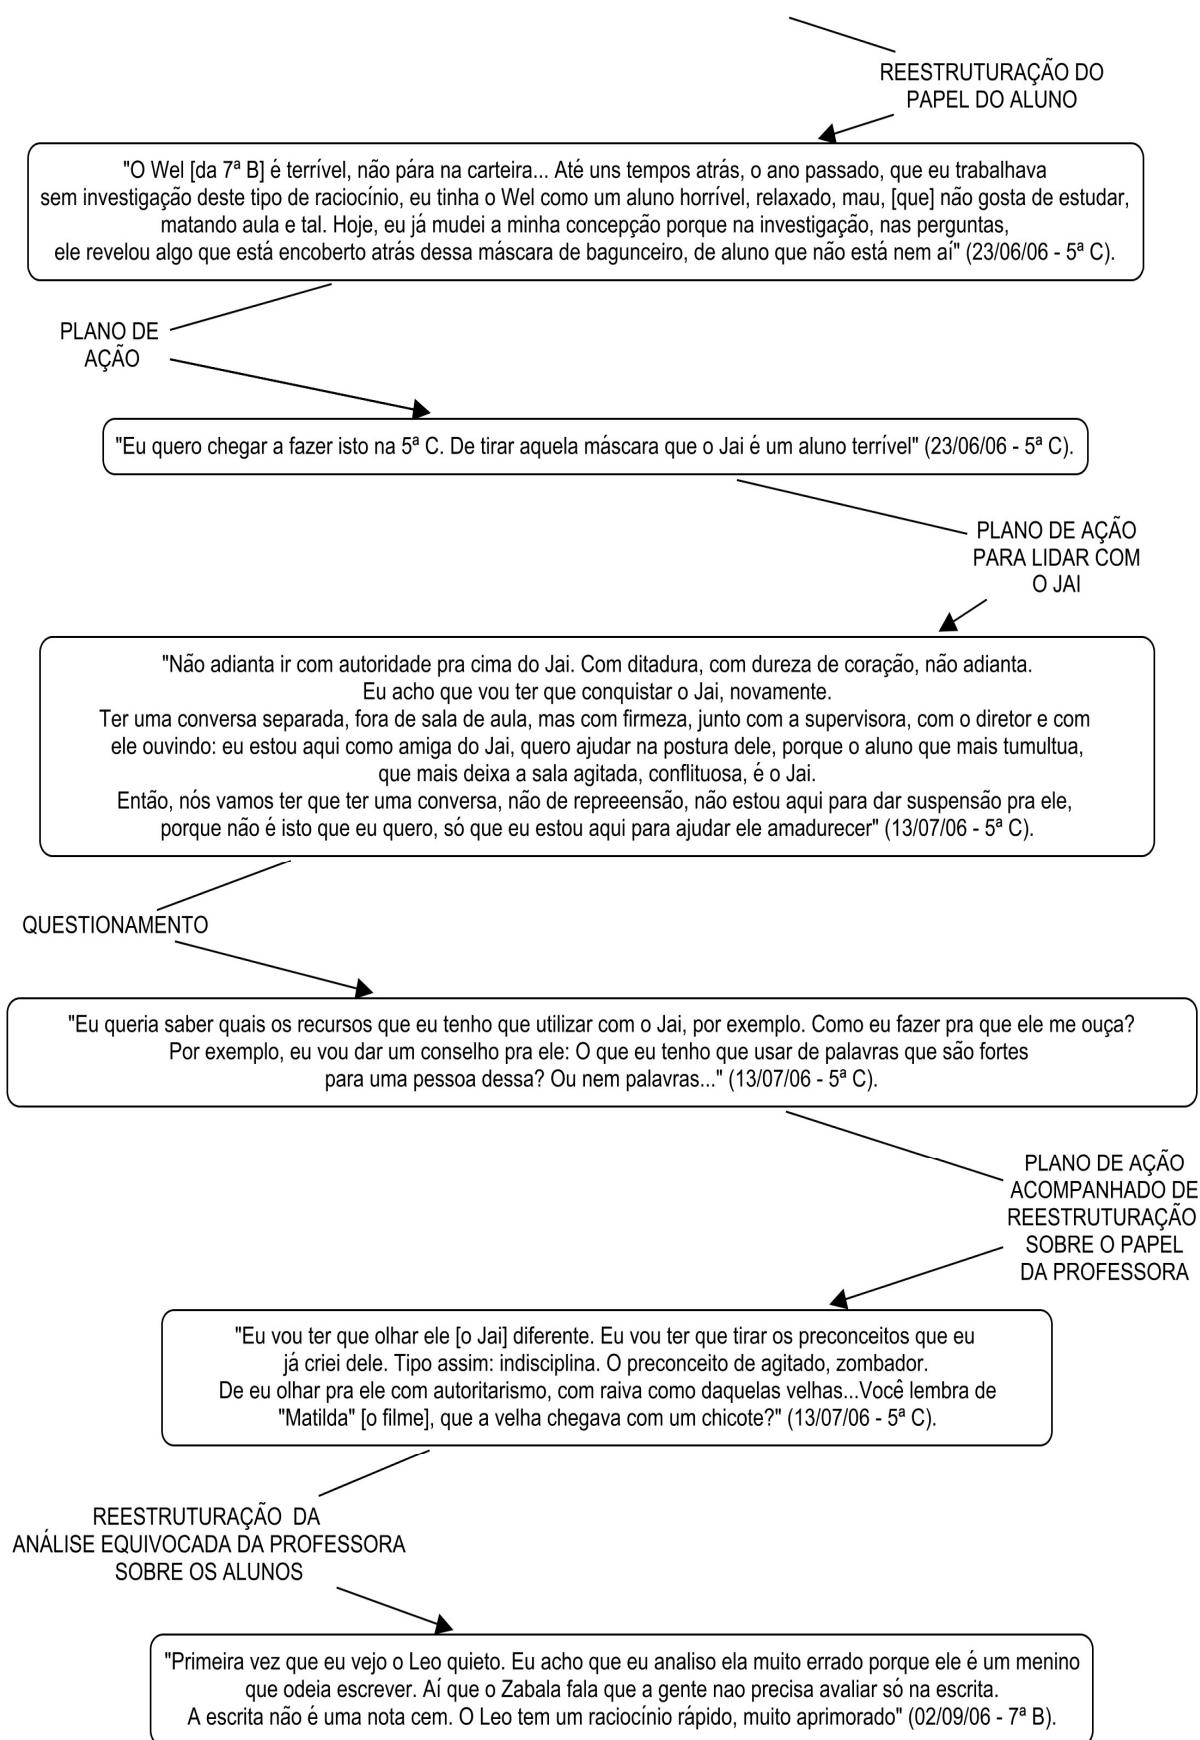 REESTRUTURAÇÃO DO
PAPEL DO ALUNO
"O Wel [da 7ª B] é terrível, não pára na carteira... Até uns tempos atrás, o ano passado, que eu trabalhava
sem investigação deste tipo de raciocínio, eu tinha o Wel como um aluno horrível, relaxado, mau, [que] não gosta de estudar,
matando aula e tal. Hoje, eu já mudei a minha concepção porque na investigação, nas perguntas,
ele revelou algo que está encoberto atrás dessa máscara de bagunceiro, de aluno que não está nem aí" (23/06/06 - 5ª C).
PLANO DE
AÇÃO
"Eu quero chegar a fazer isto na 5ª C. De tirar aquela máscara que o Jai é um aluno terrível" (23/06/06 - 5ª C).
PLANO DE AÇÃO
PARA LIDAR COM
O JAI
"Não adianta ir com autoridade pra cima do Jai. Com ditadura, com dureza de coração, não adianta.
Eu acho que vou ter que conquistar o Jai, novamente.
Ter uma conversa separada, fora de sala de aula, mas com firmeza, junto com a supervisora, com o diretor e com
ele ouvindo: eu estou aqui como amiga do Jai, quero ajudar na postura dele, porque o aluno que mais tumultua,
que mais deixa a sala agitada, conflituosa, é o Jai.
Então, nós vamos ter que ter uma conversa, não de repreeensão, não estou aqui para dar suspensão pra ele,
porque não é isto que eu quero, só que eu estou aqui para ajudar ele amadurecer" (13/07/06 - 5ª C).
QUESTIONAMENTO
"Eu queria saber quais os recursos que eu tenho que utilizar com o Jai, por exemplo. Como eu fazer pra que ele me ouça?
Por exemplo, eu vou dar um conselho pra ele: O que eu tenho que usar de palavras que são fortes
para uma pessoa dessa? Ou nem palavras..." (13/07/06 - 5ª C).
PLANO DE AÇÃO
ACOMPANHADO DE
REESTRUTURAÇÃO
SOBRE O PAPEL
DA PROFESSORA
"Eu vou ter que olhar ele [o Jai] diferente. Eu vou ter que tirar os preconceitos que eu
já criei dele. Tipo assim: indisciplina. O preconceito de agitado, zombador.
De eu olhar pra ele com autoritarismo, com raiva como daquelas velhas...Você lembra de
"Matilda" [o filme], que a velha chegava com um chicote?" (13/07/06 - 5ª C).
REESTRUTURAÇÃO DA
ANÁLISE EQUIVOCADA DA PROFESSORA
SOBRE OS ALUNOS
"Primeira vez que eu vejo o Leo quieto. Eu acho que eu analiso ela muito errado porque ele é um menino
que odeia escrever. Aí que o Zabala fala que a gente nao precisa avaliar só na escrita.
A escrita não é uma nota cem. O Leo tem um raciocínio rápido, muito aprimorado" (02/09/06 - 7ª B).